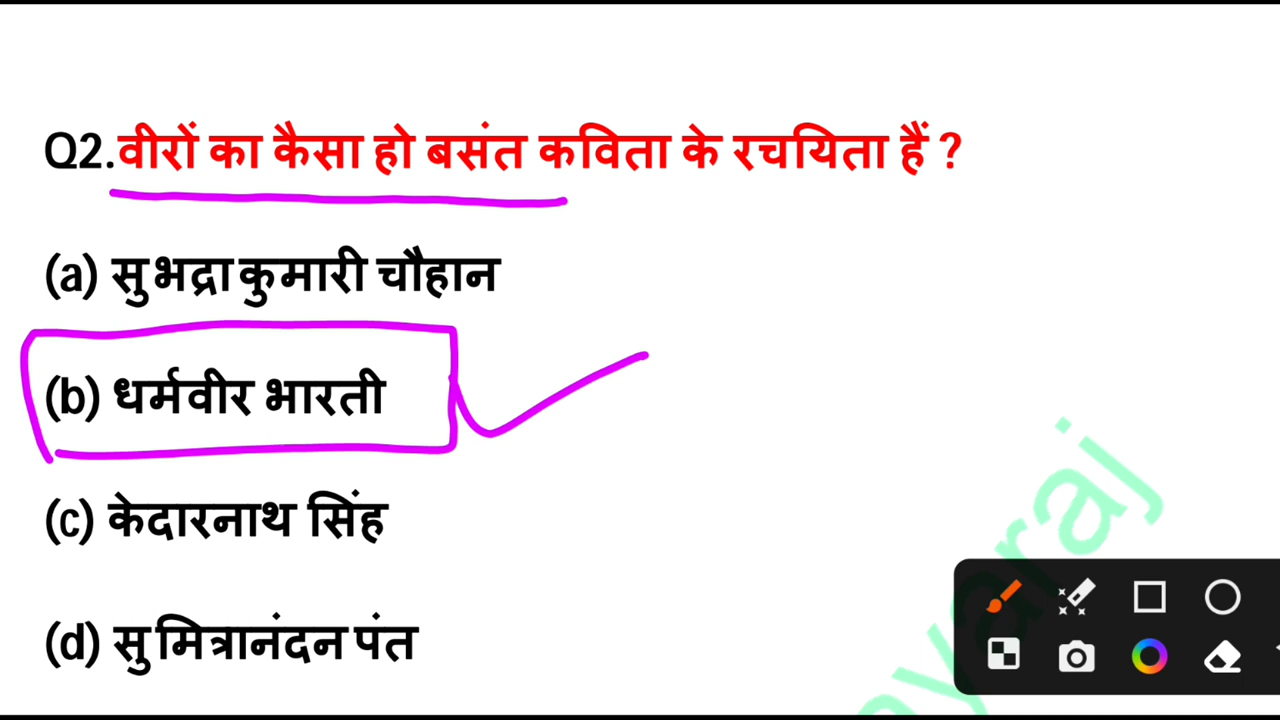 Q2.वीरों का कैसा हो बसंत कविता के रचयिता हैं ?
(a) सुभद्रा कुमारी चौहान
(b) धर्मवीर भारती
(c) केदारनाथ सिंह
(d) सुमित्रानंदन पंत